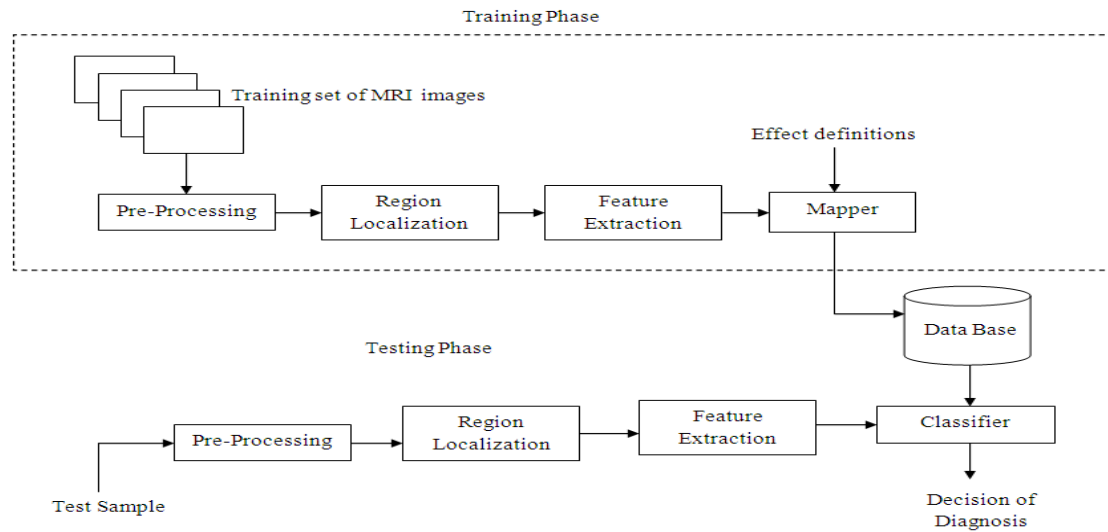 Training Phase
Training set of MRI images
Effect definitions
Pre-Processing
Region
Localization
Feature
Extraction
Mapper
Data Base
Testing Phase
Pre-Processing
Region
Localization
Feature
Extraction
Classifier
Test Sample
Decision of
Diagnosis